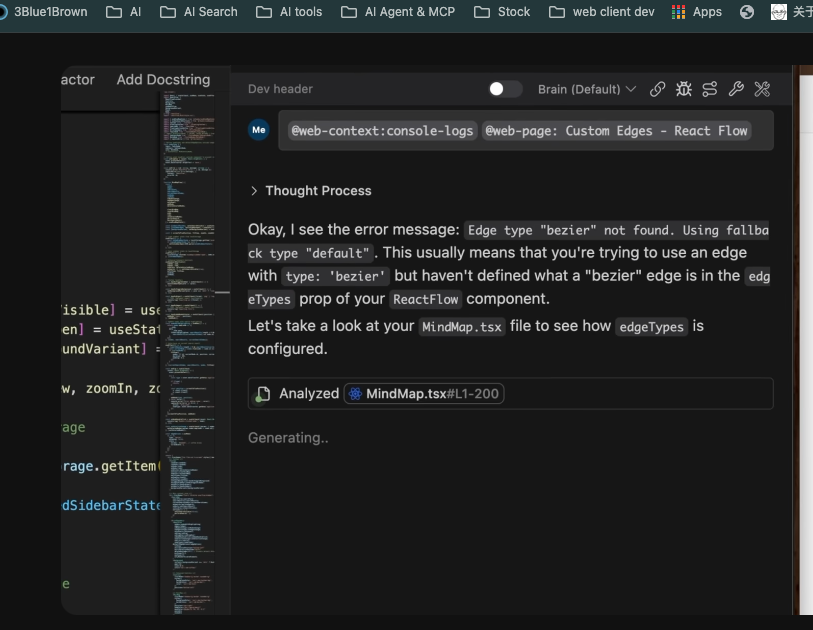 3Blue1Brown AI AI Search AI tools AI Agent & MCP Stock web client dev Apps 关于
actor Add Docstring
Dev header Brain (Default)
Me @web-context:console-logs @web-page: Custom Edges - React Flow
Thought Process
Okay, I see the error message: Edge type "bezier" not found. Using fallba
ck type "default". This usually means that you're trying to use an edge
with type: 'bezier' but haven't defined what a "bezier" edge is in the edg
eTypes prop of your ReactFlow component.
Let's take a look at your MindMap.tsx file to see how edgeTypes is
configured.
Analyzed MindMap.tsx#L1-200
Generating..
isible] = use
en] = useStat
undVariant] =
w, zoomIn, zo
age
rage.getItem(
dSidebarState
e